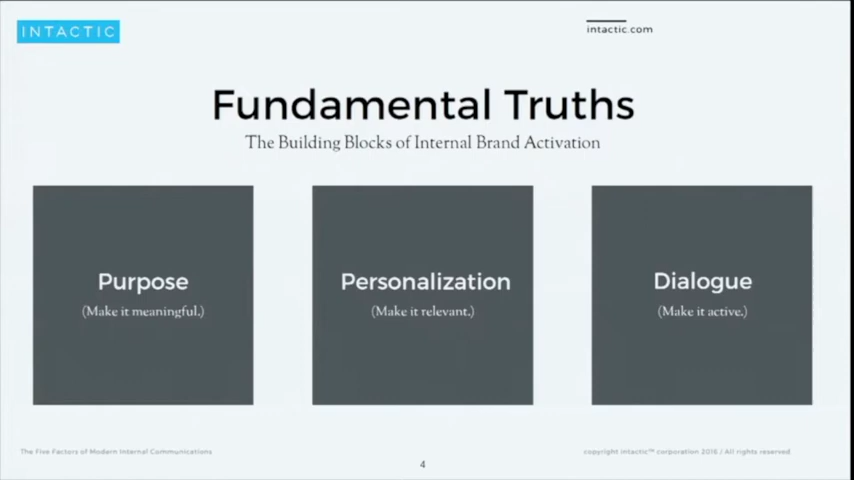 INTACTIC
intactic.com
Fundamental Truths
The Building Blocks of Internal Brand Activation
Purpose
(Make it meaningful.)
Personalization
(Make it relevant.)
Dialogue
(Make it active.)
The Five Factors of Modern Internal Communications
copyright intactic™ corporation 2016 / All rights reserved
4